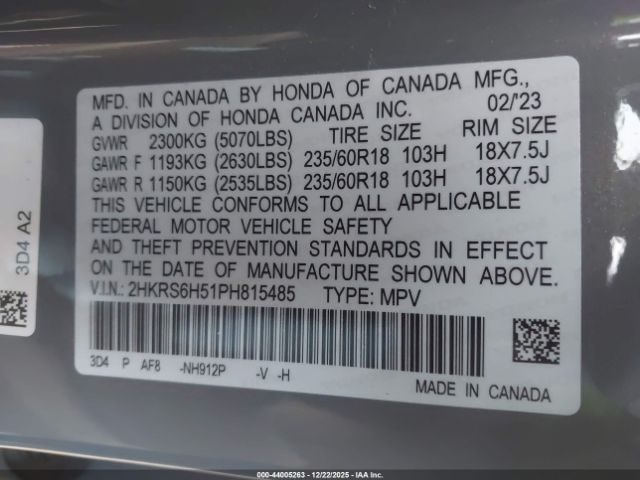 MFD. IN CANADA BY HONDA OF CANADA MFG.,
A DIVISION OF HONDA CANADA INC. 02/'23
GVWR 2300KG (5070LBS) TIRE SIZE RIM SIZE
GAWR F 1193KG (2630LBS) 235/60R18 103H 18X7.5J
GAWR R 1150KG (2535LBS) 235/60R18 103H 18X7.5J
THIS VEHICLE CONFORMS TO ALL APPLICABLE
FEDERAL MOTOR VEHICLE SAFETY
AND THEFT PREVENTION STANDARDS IN EFFECT
ON THE DATE OF MANUFACTURE SHOWN ABOVE.
V.I.N.: 2HKRS6H51PH815485 TYPE: MPV
3D4 P AF8 -NH912P -V -H
MADE IN CANADA
3D4 A2
000-44005263 - 12/22/2025 - IAA Inc.